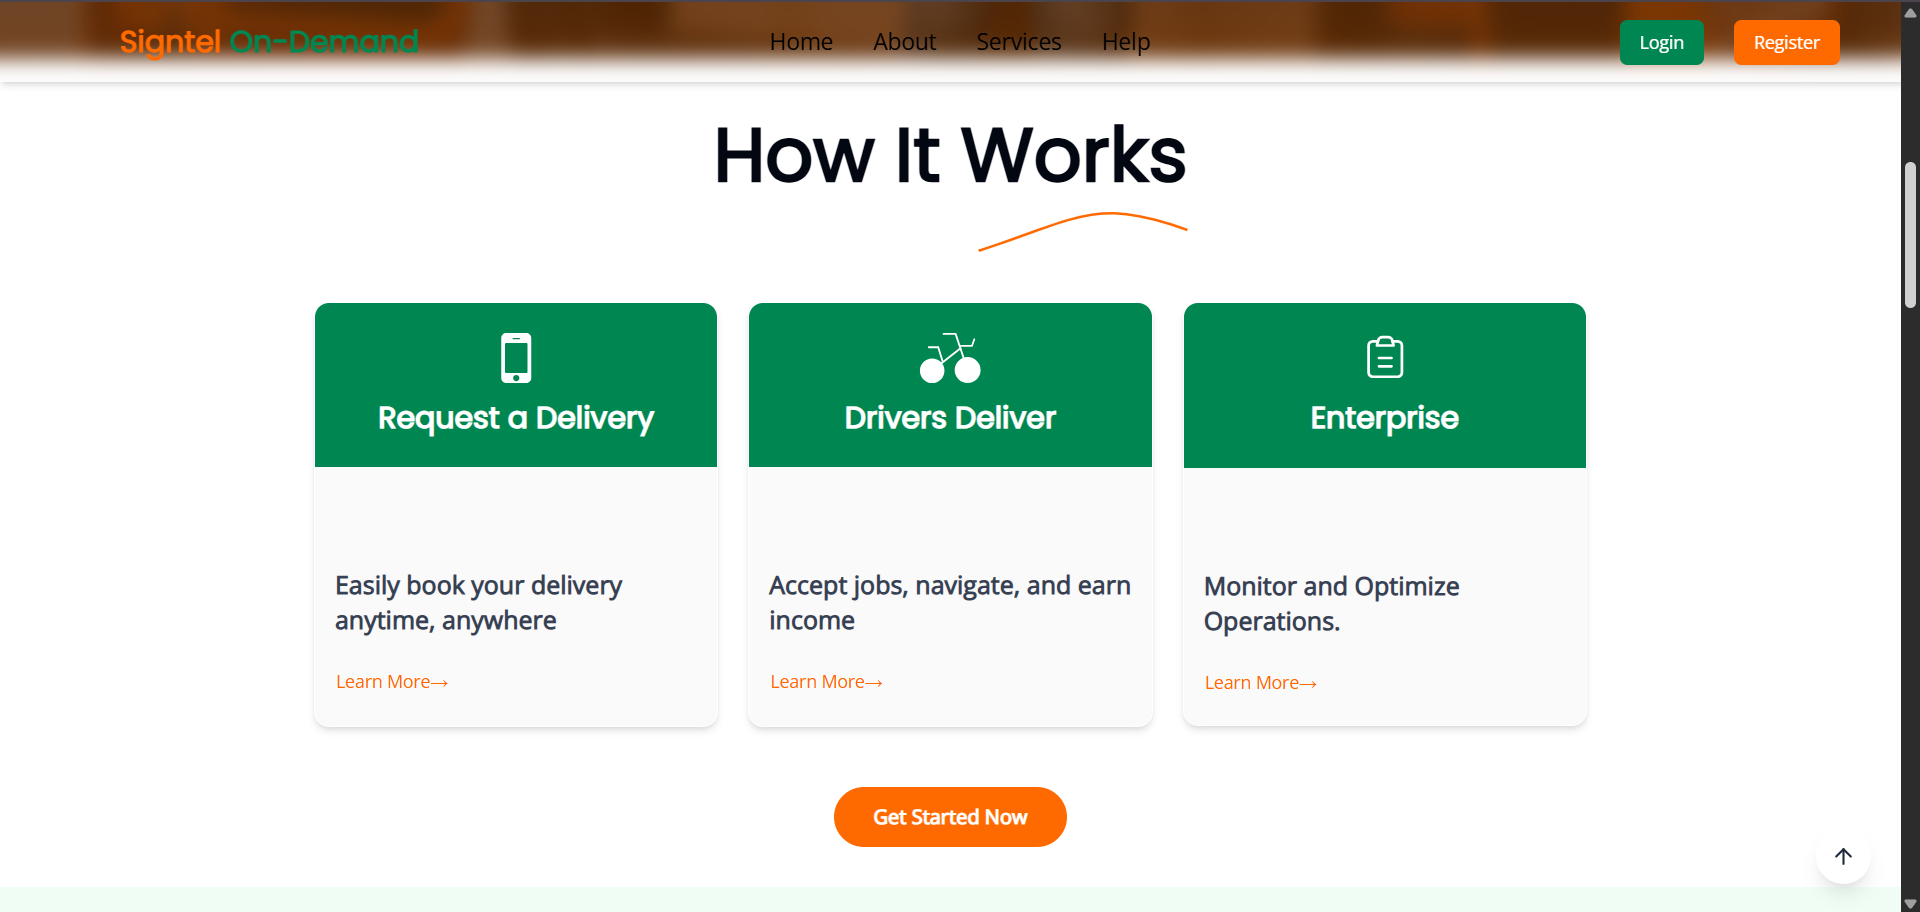 Signtel On-Demand
Home About Services Help
Login Register
How It Works
Request a Delivery
Easily book your delivery
anytime, anywhere
Learn More→
Drivers Deliver
Accept jobs, navigate, and earn
income
Learn More→
Enterprise
Monitor and Optimize
Operations.
Learn More→
Get Started Now